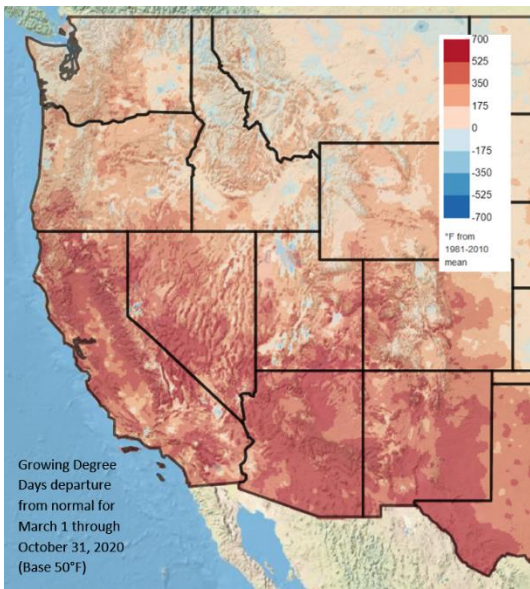 700
525
350
175
0
-175
-350
-525
-700
°F from
1981-2010
mean
Growing Degree
Days departure
from normal for
March 1 through
October 31, 2020
(Base 50°F)